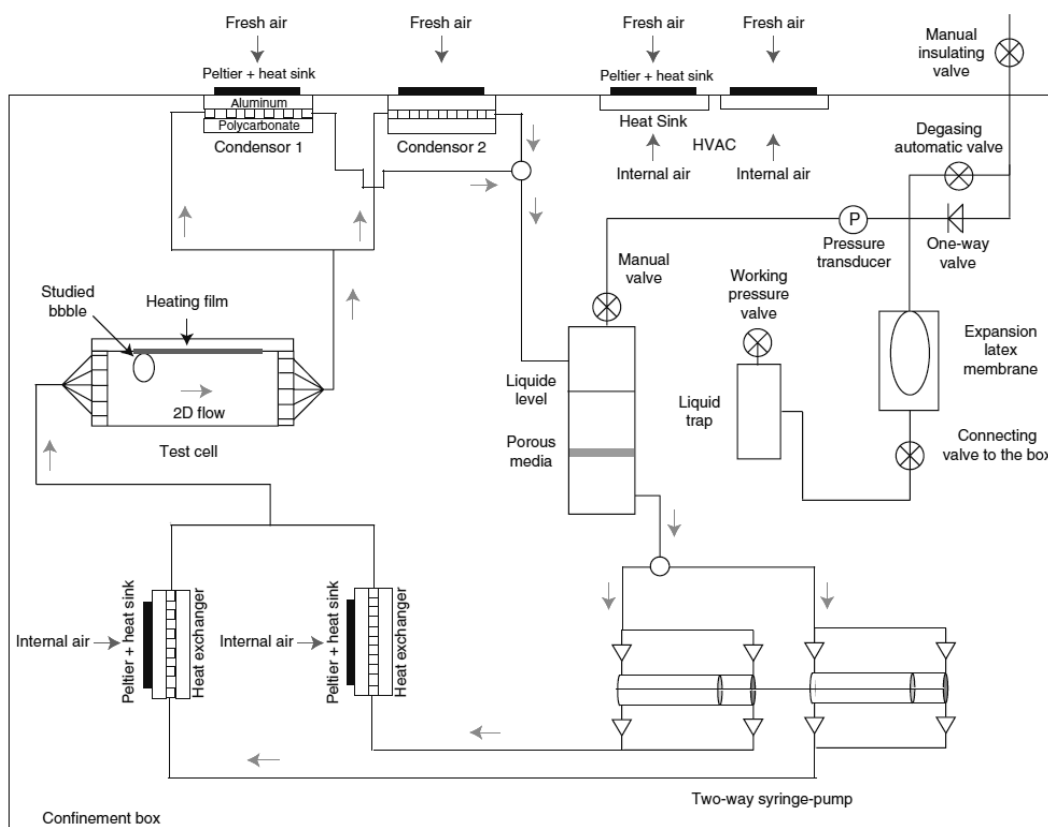 Fresh air
Fresh air
Fresh air
Fresh air
Manual
insulating
valve
Peltier + heat sink
Peltier + heat sink
Aluminum
Polycarbonate
Condensor 1
Condensor 2
Heat Sink
HVAC
Internal air
Internal air
Degasing
automatic valve
P
Pressure
transducer
One-way
valve
Manual
valve
Working
pressure
valve
Studied
bbble
Heating film
Expansion
latex
membrane
Liquide
level
Liquid
trap
2D flow
Test cell
Porous
media
Connecting
valve to the box
Internal air
Peltier + heat sink
Heat exchanger
Internal air
Peltier + heat sink
Heat exchanger
Two-way syringe-pump
Confinement box